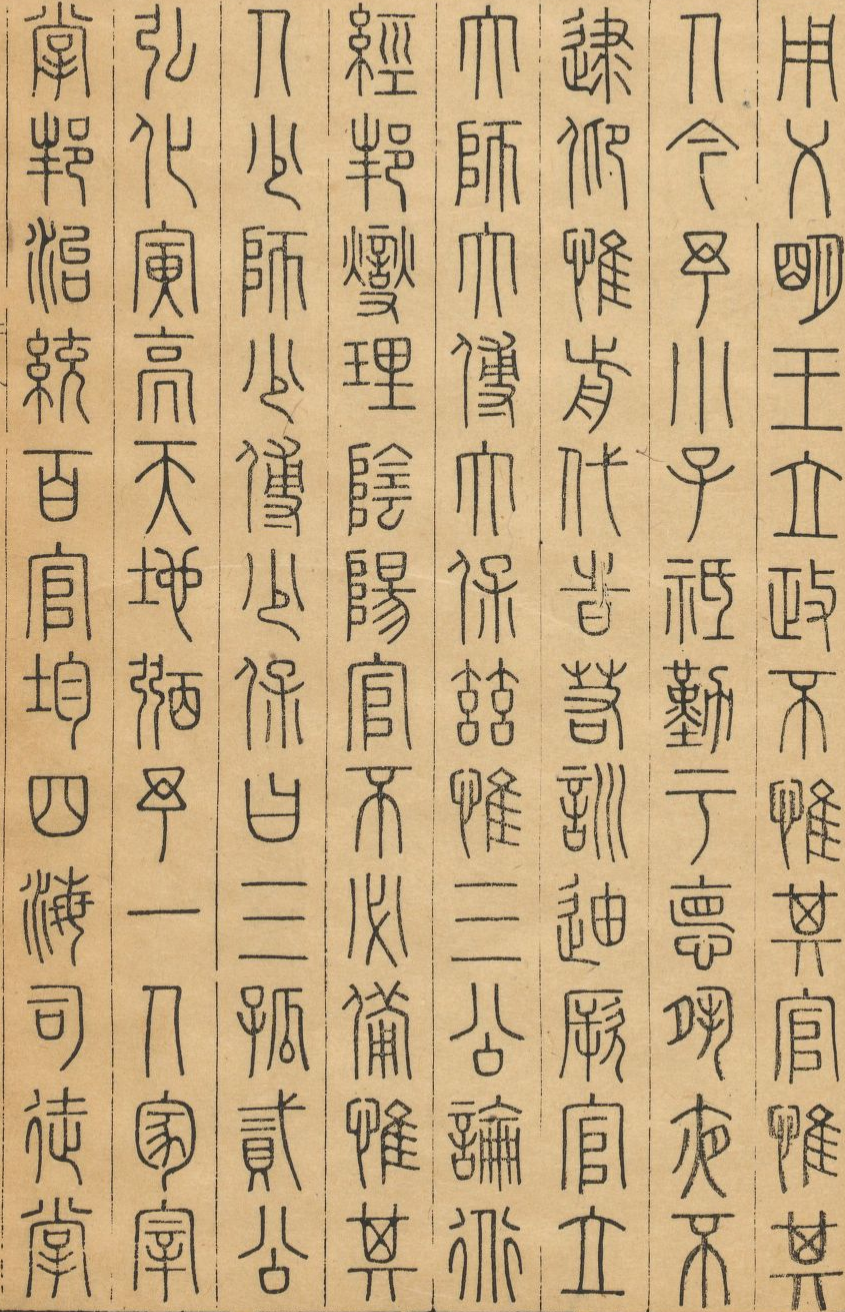 用乂明王立政不惟其官惟其
人今予小子祗勤于悳夙夜不
逮仰惟前代旹若訓迪厥官立
太師太傅太保兹惟三公論道
經邦燮理陰陽官不必備惟其
人少師少傅少保曰三孤貳公
弘化寅亮天地弼予一人冢宰
掌邦治統百官均四海司徒掌